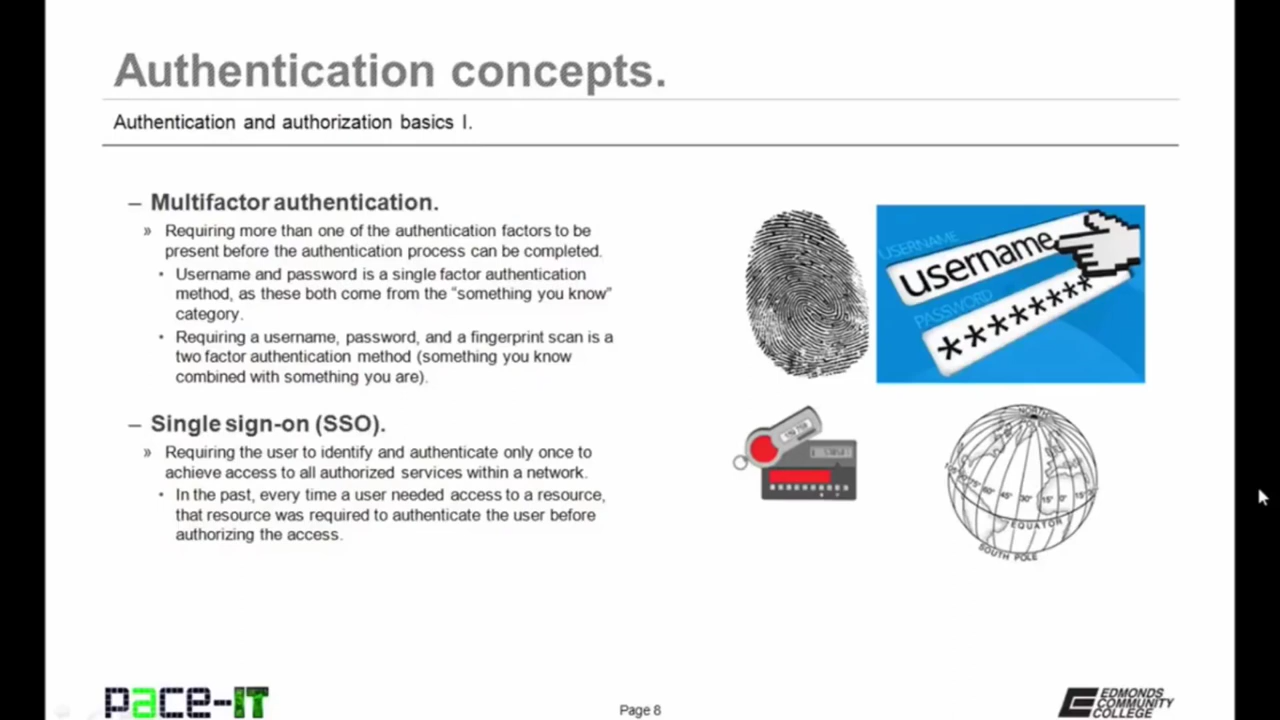 Authentication concepts.
Authentication and authorization basics I.
– Multifactor authentication.
» Requiring more than one of the authentication factors to be
present before the authentication process can be completed.
• Username and password is a single factor authentication
method, as these both come from the “something you know”
category.
• Requiring a username, password, and a fingerprint scan is a
two factor authentication method (something you know
combined with something you are).
– Single sign-on (SSO).
» Requiring the user to identify and authenticate only once to
achieve access to all authorized services within a network.
• In the past, every time a user needed access to a resource,
that resource was required to authenticate the user before
authorizing the access.
USERNAME
username
PASSWORD
*******
NORTH
EQUATOR
SOUTH POLE
pace-IT
Page 8
EDMONDS
COMMUNITY
COLLEGE